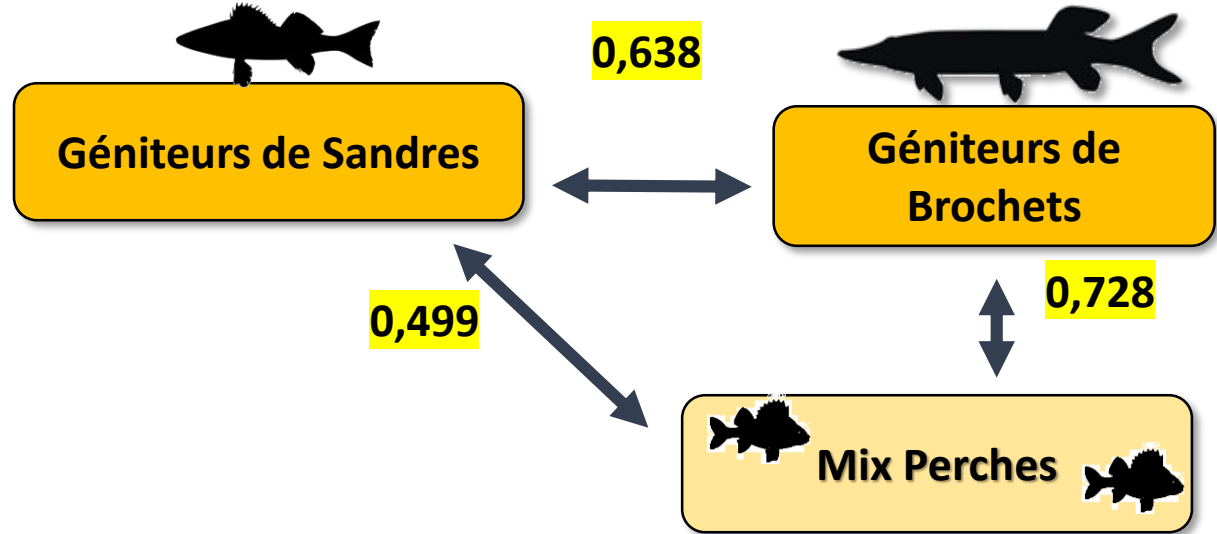 0,638
Géniteurs de Sandres
Géniteurs de
Brochets
0,499
0,728
Mix Perches